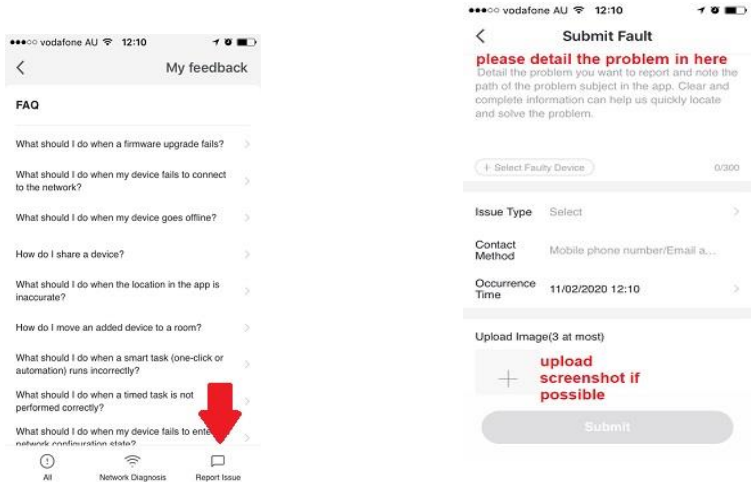 vodafone AU 12:10
My feedback
FAQ
What should I do when a firmware upgrade fails?
What should I do when my device fails to connect
to the network?
What should I do when my device goes offline?
How do I share a device?
What should I do when the location in the app is
inaccurate?
How do I move an added device to a room?
What should I do when a smart task (one-click or
automation) runs incorrectly?
What should I do when a timed task is not
performed correctly?
What should I do when my device fails to
network configuration state?
All Network Diagnosis Report Issue
vodafone AU 12:10
Submit Fault
please detail the problem in here
Detail the problem you want to report and note the
path of the problem subject in the app. Clear and
complete information can help us quickly locate
and solve the problem.
+ Select Faulty Device 0/300
Issue Type Select
Contact
Method Mobile phone number/Email a...
Occurrence
Time 11/02/2020 12:10
Upload Image(3 at most)
upload
screenshot if
possible
Submit